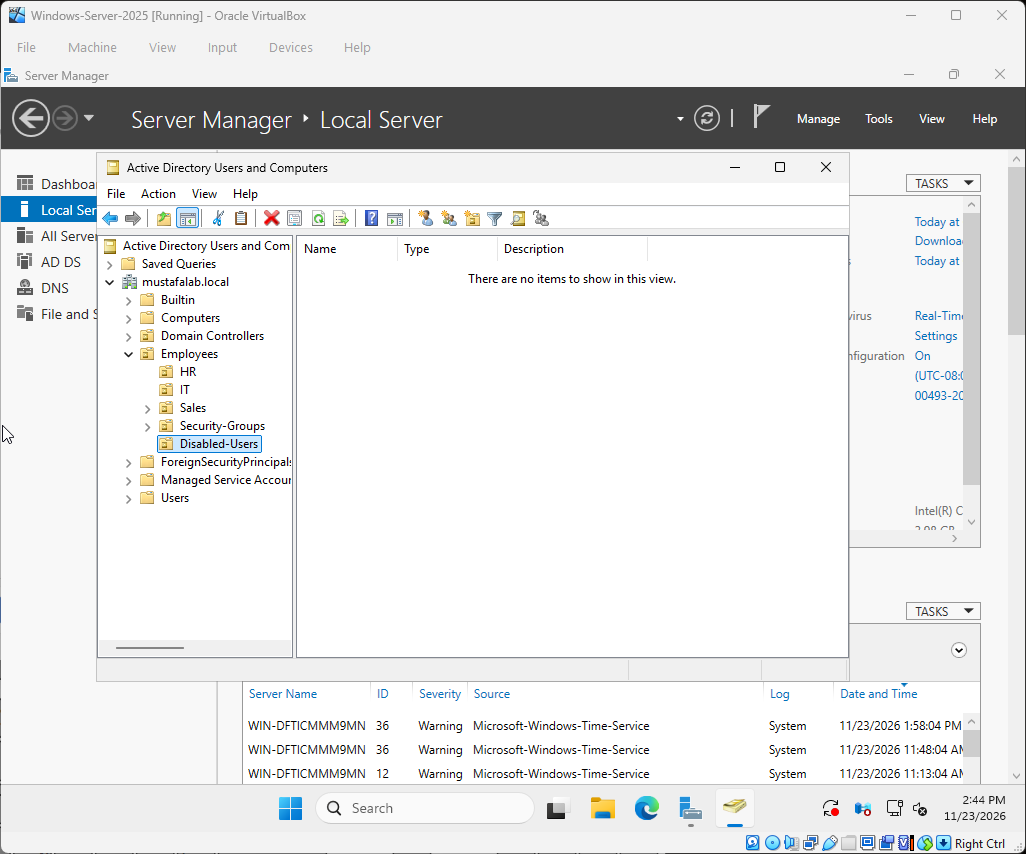 Windows-Server-2025 [Running] - Oracle VirtualBox
File Machine View Input Devices Help
Server Manager
Server Manager Local Server
Manage Tools View Help
Dashboa
Local Ser
All Server
AD DS
DNS
File and S
Active Directory Users and Computers
File Action View Help
Active Directory Users and Com
Saved Queries
mustafalab.local
Builtin
Computers
Domain Controllers
Employees
HR
IT
Sales
Security-Groups
Disabled-Users
ForeignSecurityPrincipals
Managed Service Accour
Users
Name Type Description
There are no items to show in this view.
TASKS
Today at
Downloa
Today at
virus Real-Time
Settings
nfiguration On
(UTC-08:0
00493-20
Intel(R) C
TASKS
Server Name ID Severity Source Log Date and Time
WIN-DFTICMMM9MN 36 Warning Microsoft-Windows-Time-Service System 11/23/2026 1:58:04 PM
WIN-DFTICMMM9MN 36 Warning Microsoft-Windows-Time-Service System 11/23/2026 11:48:04 AM
WIN-DFTICMMM9MN 12 Warning Microsoft-Windows-Time-Service System 11/23/2026 11:13:04 AM
Search
2:44 PM
11/23/2026
Right Ctrl